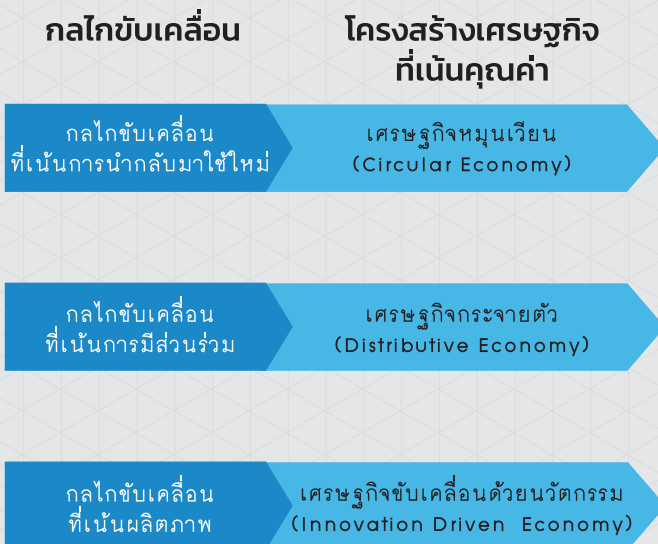 กลไกขับเคลื่อน
โครงสร้างเศรษฐกิจ
ที่เน้นคุณค่า
กลไกขับเคลื่อน
ที่เน้นการนำกลับมาใช้ใหม่
เศรษฐกิจหมุนเวียน
(Circular Economy)
กลไกขับเคลื่อน
ที่เน้นการมีส่วนร่วม
เศรษฐกิจกระจายตัว
(Distributive Economy)
กลไกขับเคลื่อน
ที่เน้นผลิตภาพ
เศรษฐกิจขับเคลื่อนด้วยนวัตกรรม
(Innovation Driven Economy)